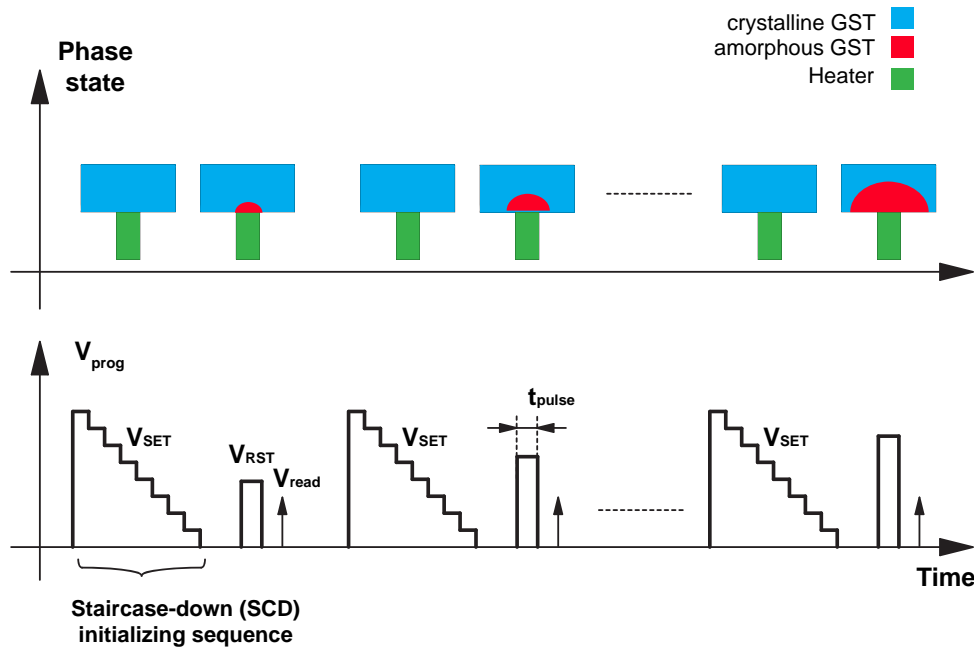 crystalline GST
amorphous GST
Heater
Phase
state
Vprog
VSET
VRST
Vread
VSET
tpulse
VSET
Time
Staircase-down (SCD)
initializing sequence